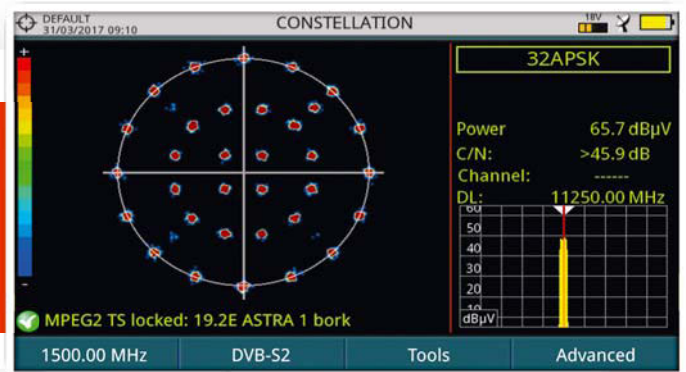 DEFAULT
31/03/2017 09:10
CONSTELLATION
18V
+
-
32APSK
Power 65.7 dBµV
C/N: >45.9 dB
Channel: ------
DL: 11250.00 MHz
60
50
40
30
20
10
dBµV
MPEG2 TS locked: 19.2E ASTRA 1 bork
1500.00 MHz DVB-S2 Tools Advanced